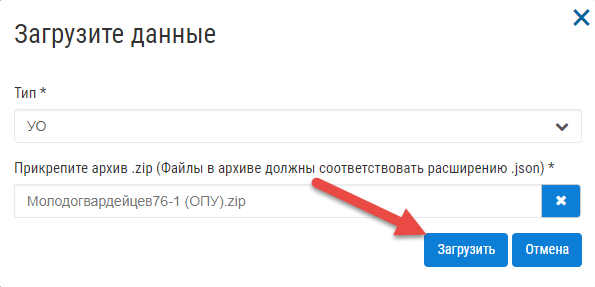 Загрузите данные
Тип *
УО
Прикрепите архив .zip (Файлы в архиве должны соответствовать расширению .json) *
Молодогвардейцев76-1 (ОПУ).zip
Загрузить Отмена